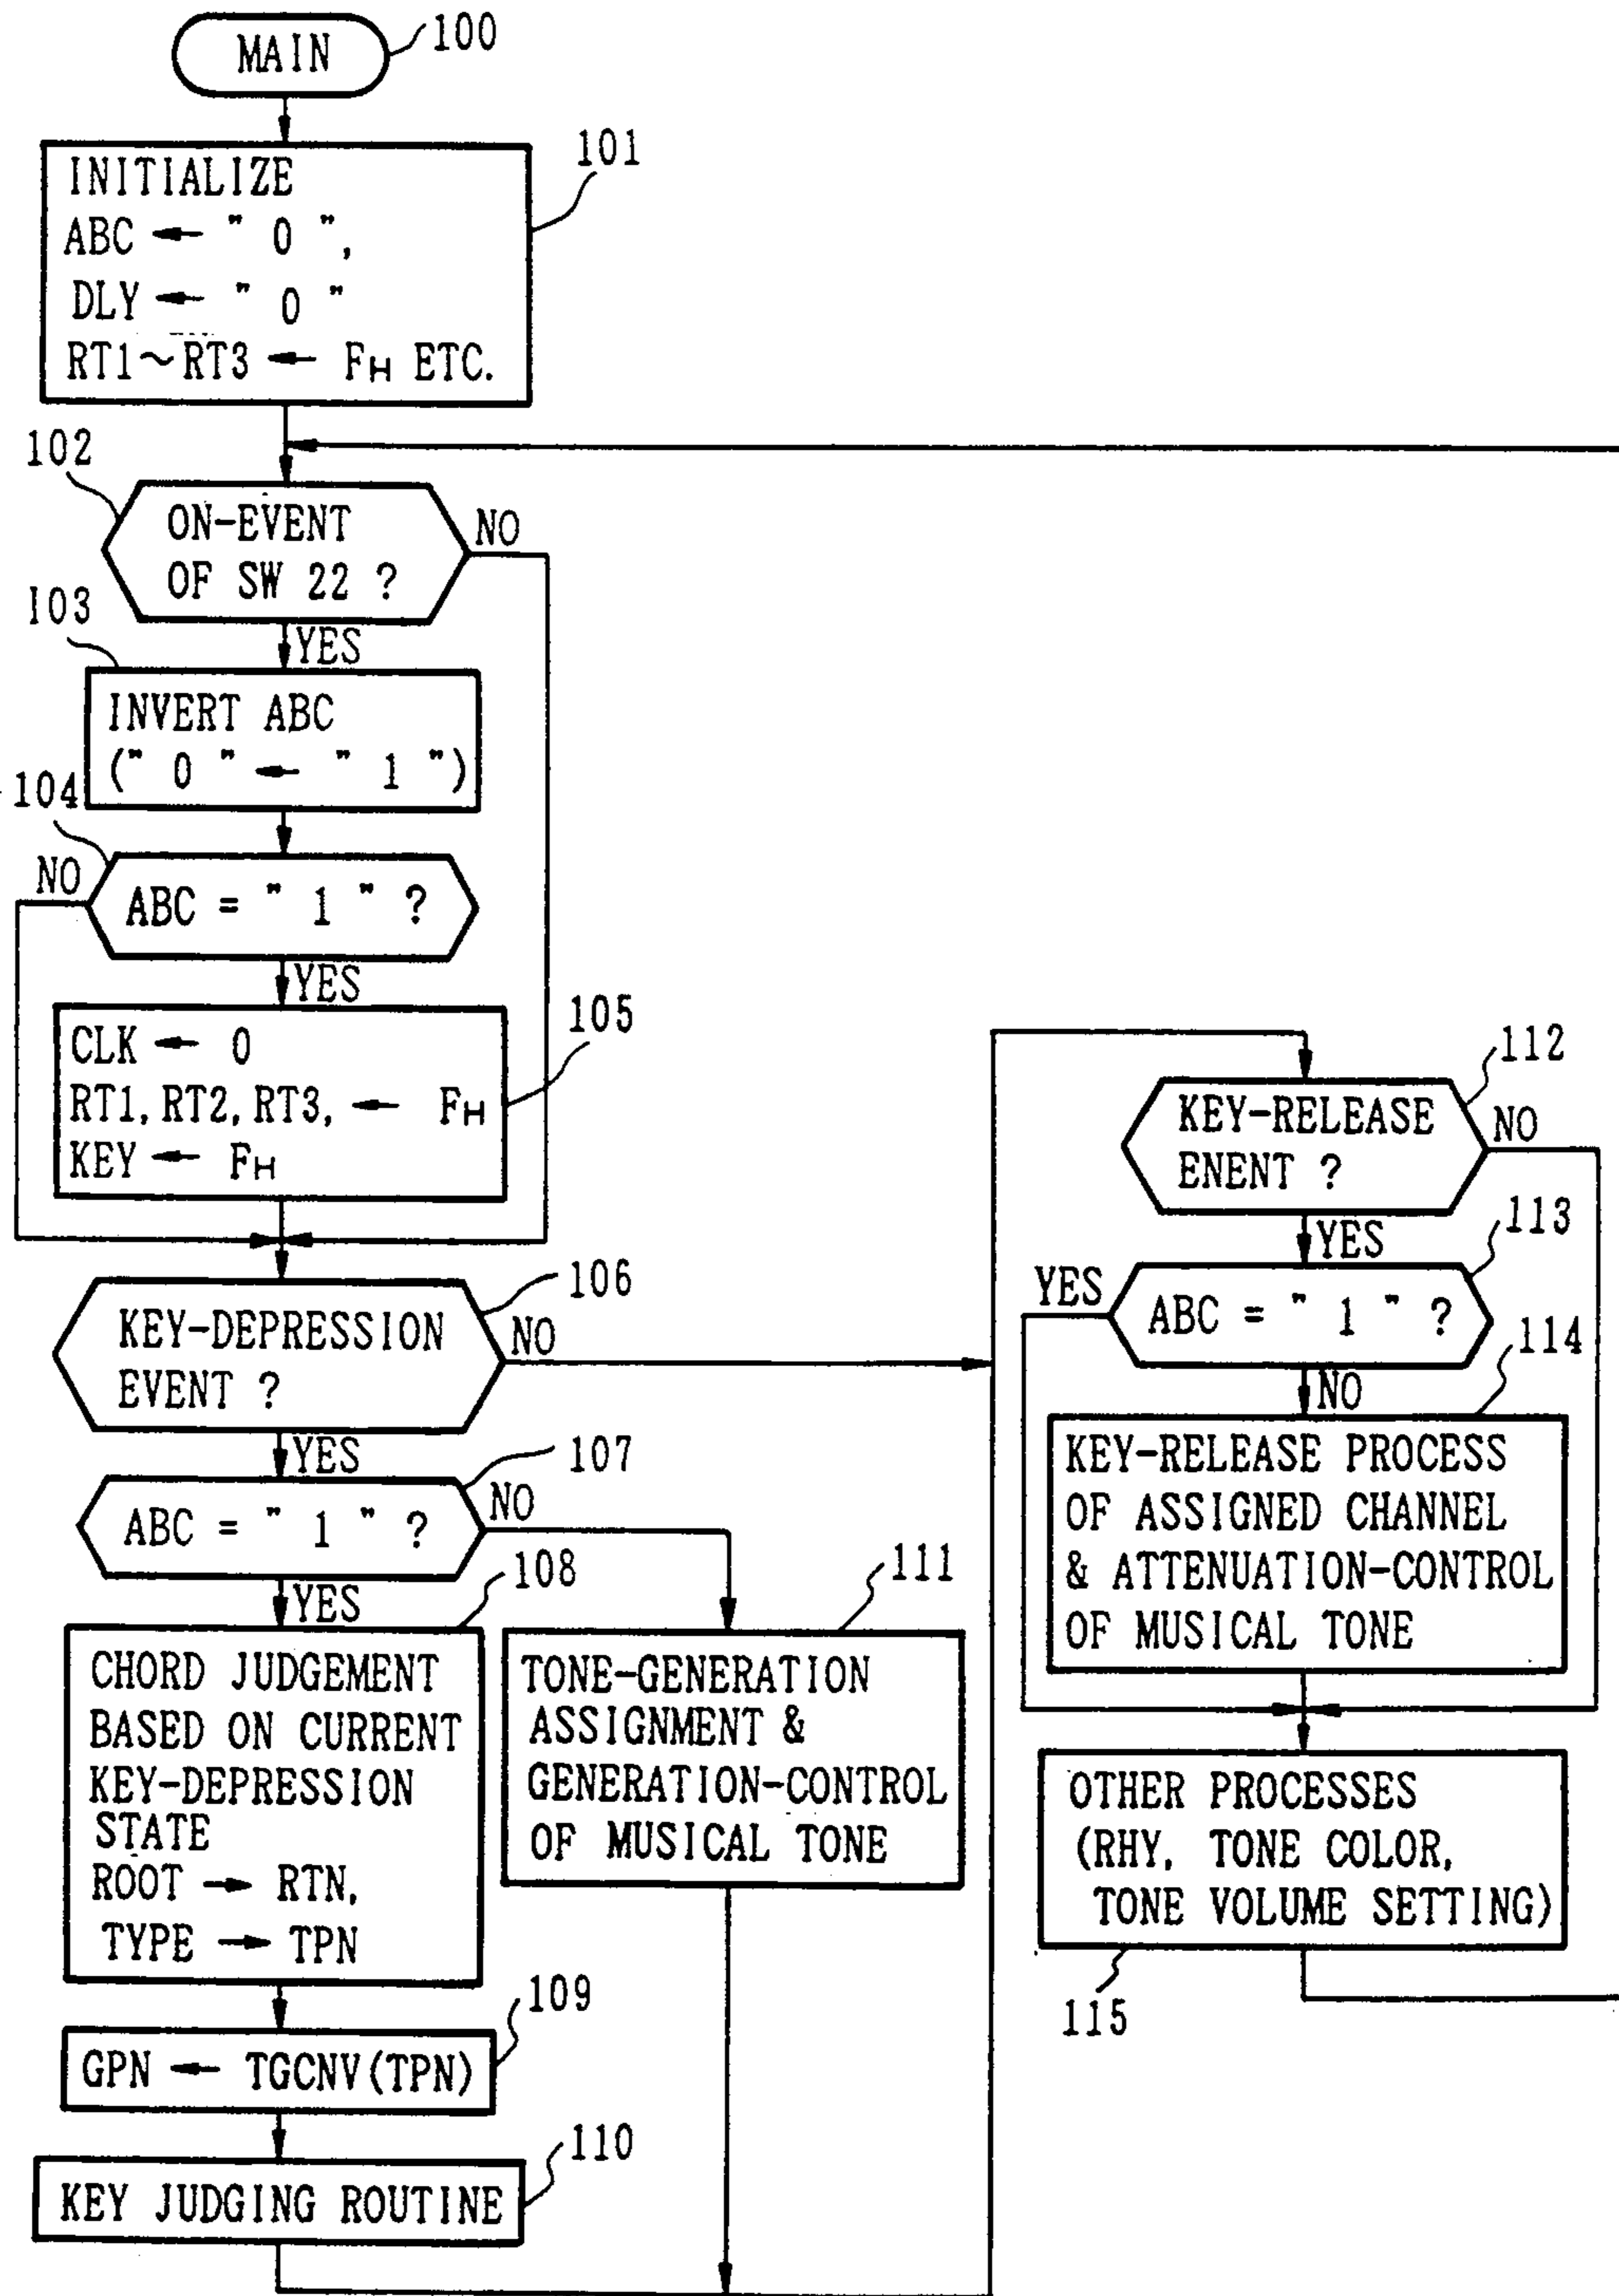 MAIN
100
INITIALIZE
ABC ← " 0 ",
DLY ← " 0 "
RT1~RT3 ← FH ETC.
101
102
ON-EVENT
OF SW 22 ?
NO
YES
103
INVERT ABC
(" 0 " ← " 1 ")
104
NO
ABC = " 1 " ?
YES
CLK ← 0
RT1, RT2, RT3, ← FH
KEY ← FH
105
KEY-DEPRESSION
EVENT ?
106
NO
YES
ABC = " 1 " ?
107
NO
YES
108
CHORD JUDGEMENT
BASED ON CURRENT
KEY-DEPRESSION
STATE
ROOT → RTN,
TYPE → TPN
109
GPN ← TGCNV(TPN)
110
KEY JUDGING ROUTINE
111
TONE-GENERATION
ASSIGNMENT &
GENERATION-CONTROL
OF MUSICAL TONE
112
KEY-RELEASE
ENENT ?
NO
YES
113
YES
ABC = " 1 " ?
NO
114
KEY-RELEASE PROCESS
OF ASSIGNED CHANNEL
& ATTENUATION-CONTROL
OF MUSICAL TONE
OTHER PROCESSES
(RHY, TONE COLOR,
TONE VOLUME SETTING)
115